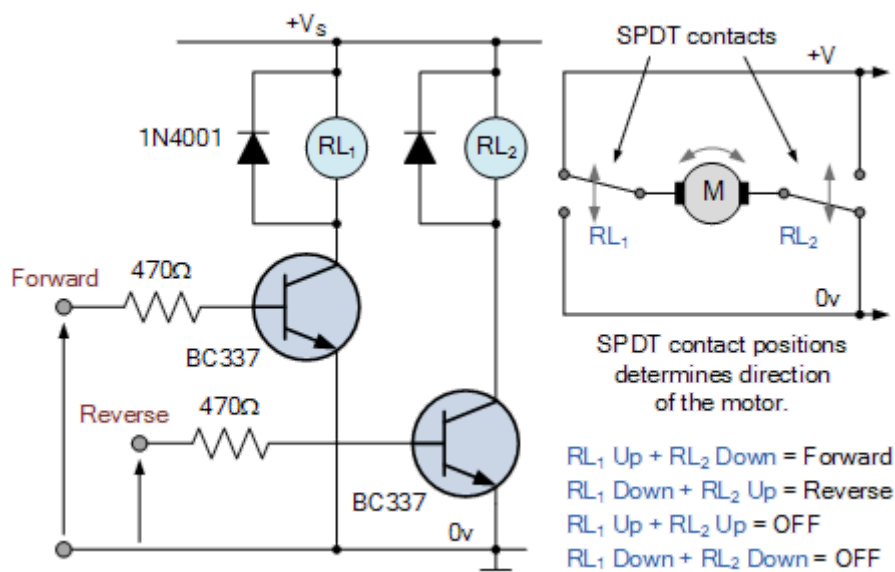 +Vs
1N4001
RL1
RL2
Forward
470Ω
BC337
Reverse
470Ω
BC337
0v
SPDT contacts
+V
M
RL1
RL2
0v
SPDT contact positions
determines direction
of the motor.
RL1 Up + RL2 Down = Forward
RL1 Down + RL2 Up = Reverse
RL1 Up + RL2 Up = OFF
RL1 Down + RL2 Down = OFF